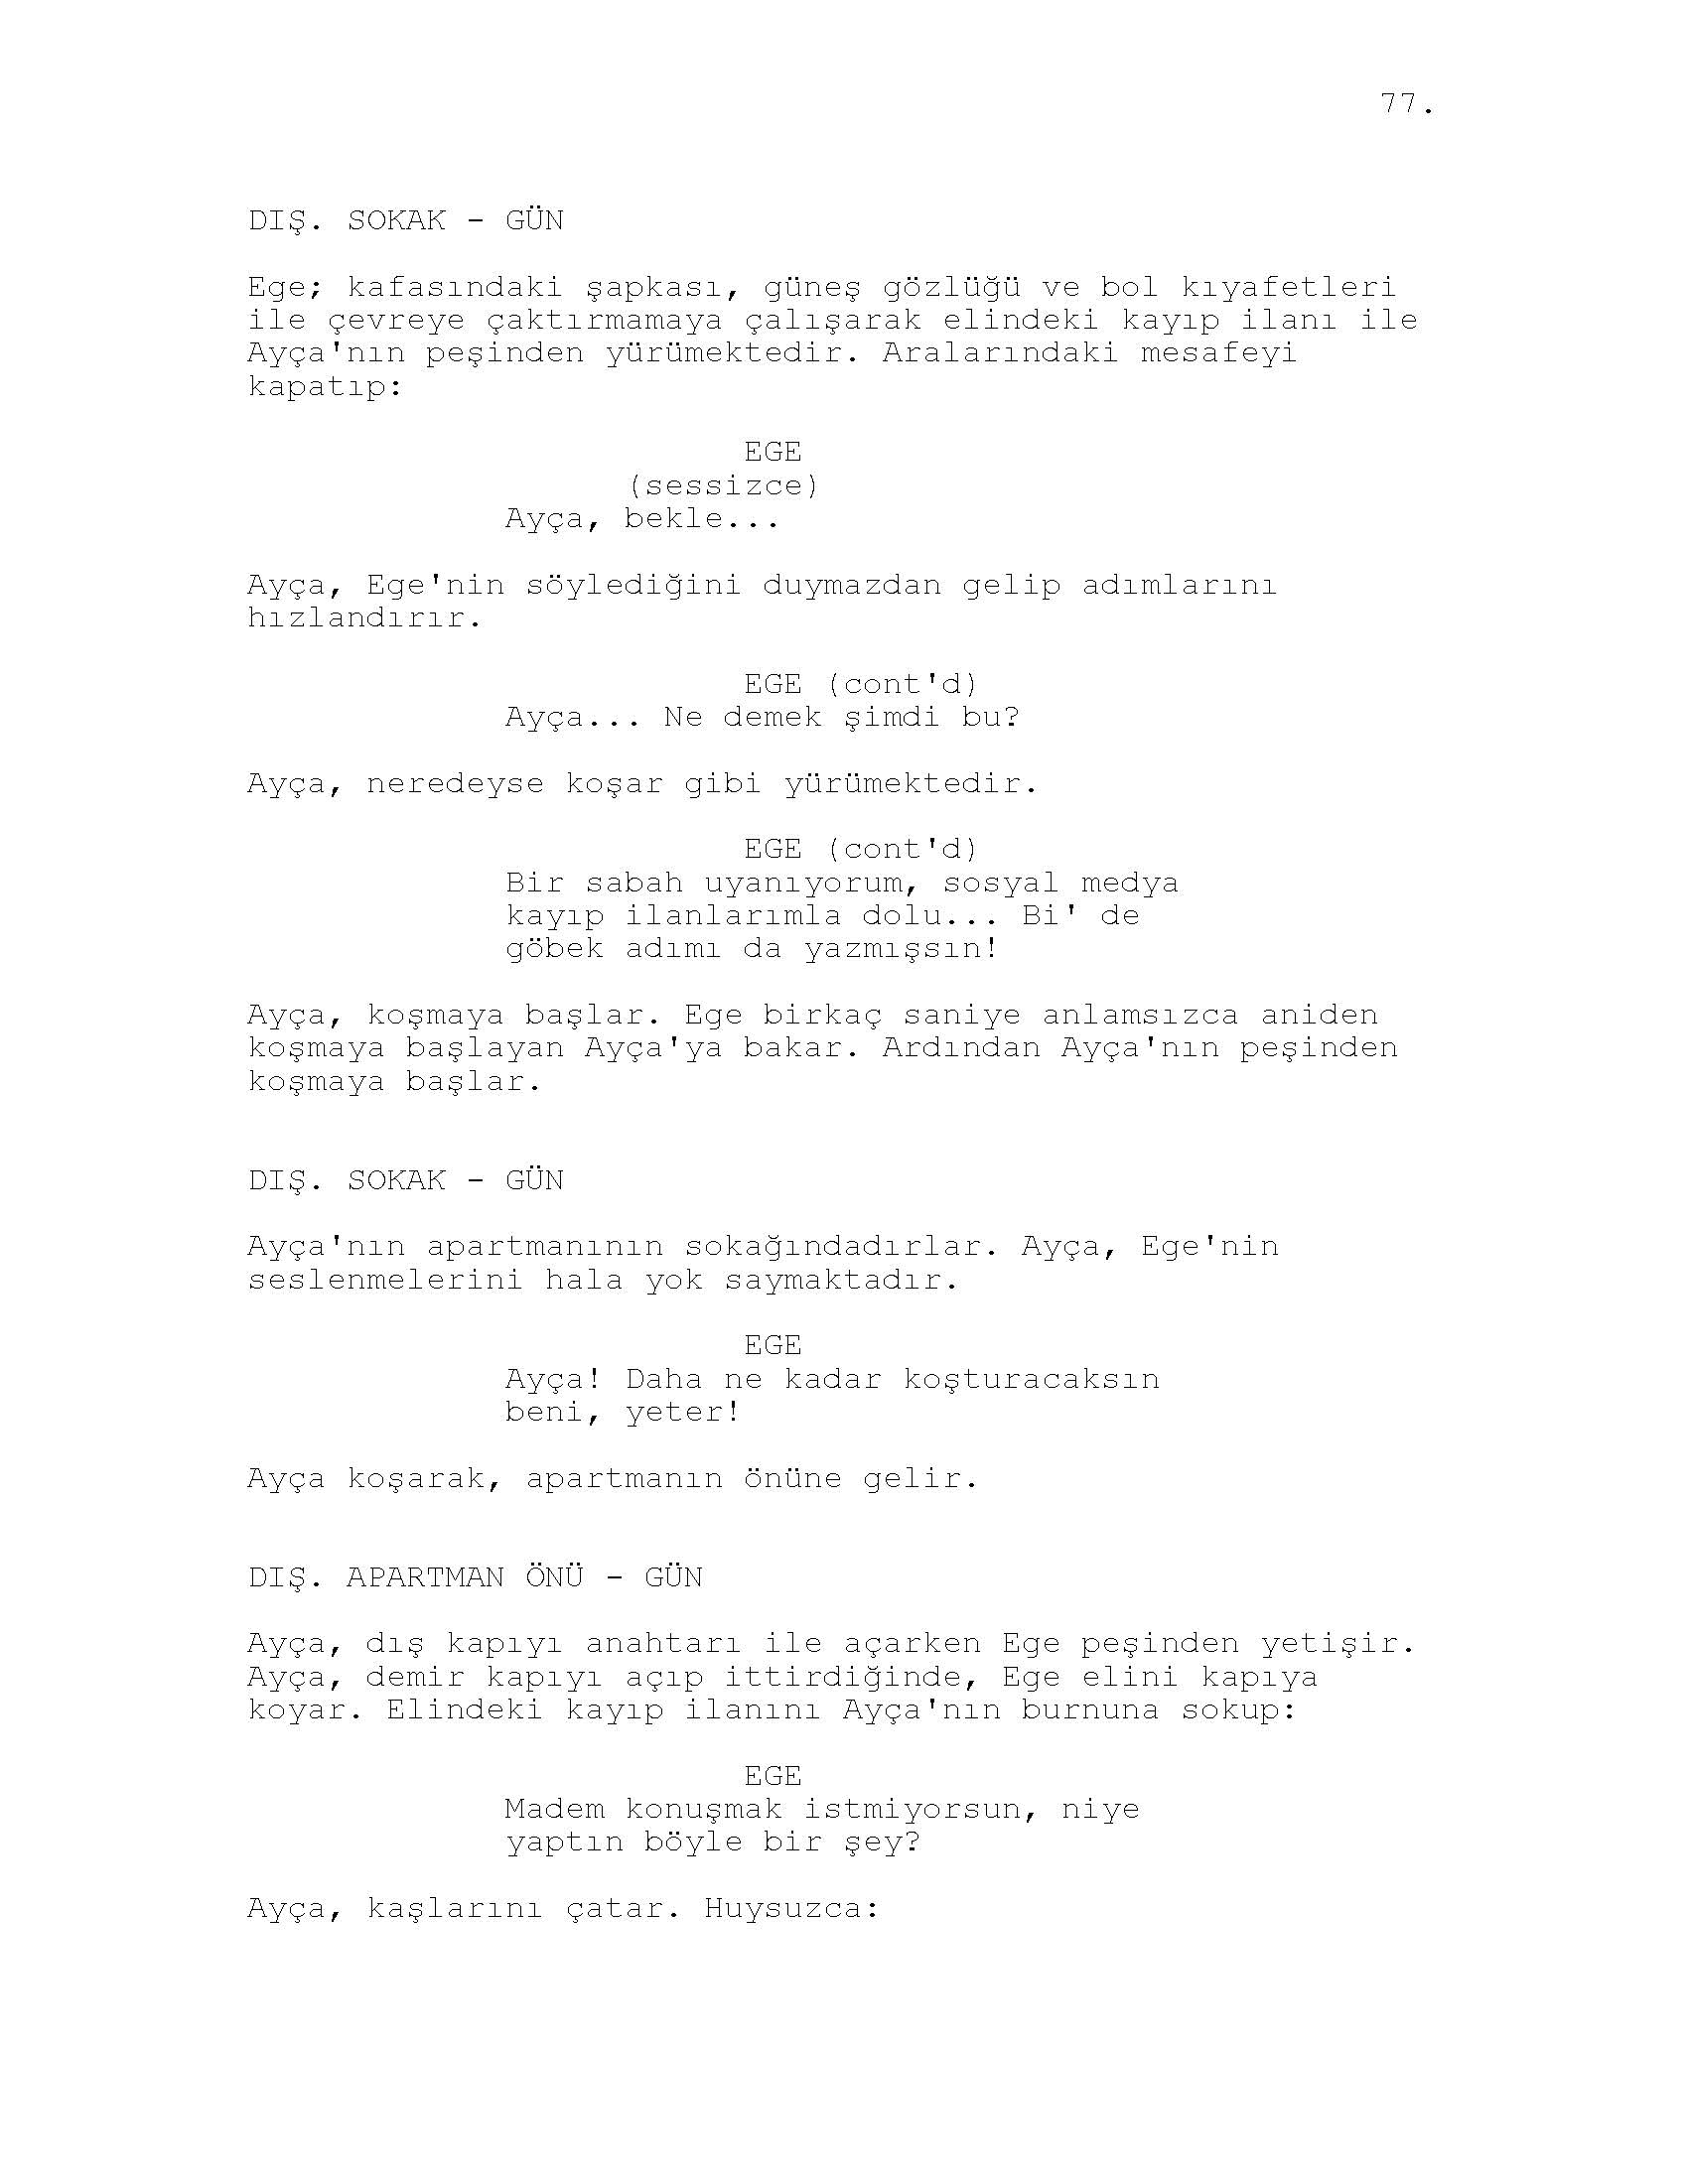 77.
DIŞ. SOKAK - GÜN
Ege; kafasındaki şapkası, güneş gözlüğü ve bol kıyafetleri
ile çevreye çaktırmamaya çalışarak elindeki kayıp ilanı ile
Ayça'nın peşinden yürümektedir. Aralarındaki mesafeyi
kapatıp:
EGE
(sessizce)
Ayça, bekle...
Ayça, Ege'nin söylediğini duymazdan gelip adımlarını
hızlandırır.
EGE (cont'd)
Ayça... Ne demek şimdi bu?
Ayça, neredeyse koşar gibi yürümektedir.
EGE (cont'd)
Bir sabah uyanıyorum, sosyal medya
kayıp ilanlarımla dolu... Bi' de
göbek adımı da yazmışsın!
Ayça, koşmaya başlar. Ege birkaç saniye anlamsızca aniden
koşmaya başlayan Ayça'ya bakar. Ardından Ayça'nın peşinden
koşmaya başlar.
DIŞ. SOKAK - GÜN
Ayça'nın apartmanının sokağındadırlar. Ayça, Ege'nin
seslenmelerini hala yok saymaktadır.
EGE
Ayça! Daha ne kadar koşturacaksın
beni, yeter!
Ayça koşarak, apartmanın önüne gelir.
DIŞ. APARTMAN ÖNÜ - GÜN
Ayça, dış kapıyı anahtarı ile açarken Ege peşinden yetişir.
Ayça, demir kapıyı açıp ittirdiğinde, Ege elini kapıya
koyar. Elindeki kayıp ilanını Ayça'nın burnuna sokup:
EGE
Madem konuşmak istmiyorsun, niye
yaptın böyle bir şey?
Ayça, kaşlarını çatar. Huysuzca: